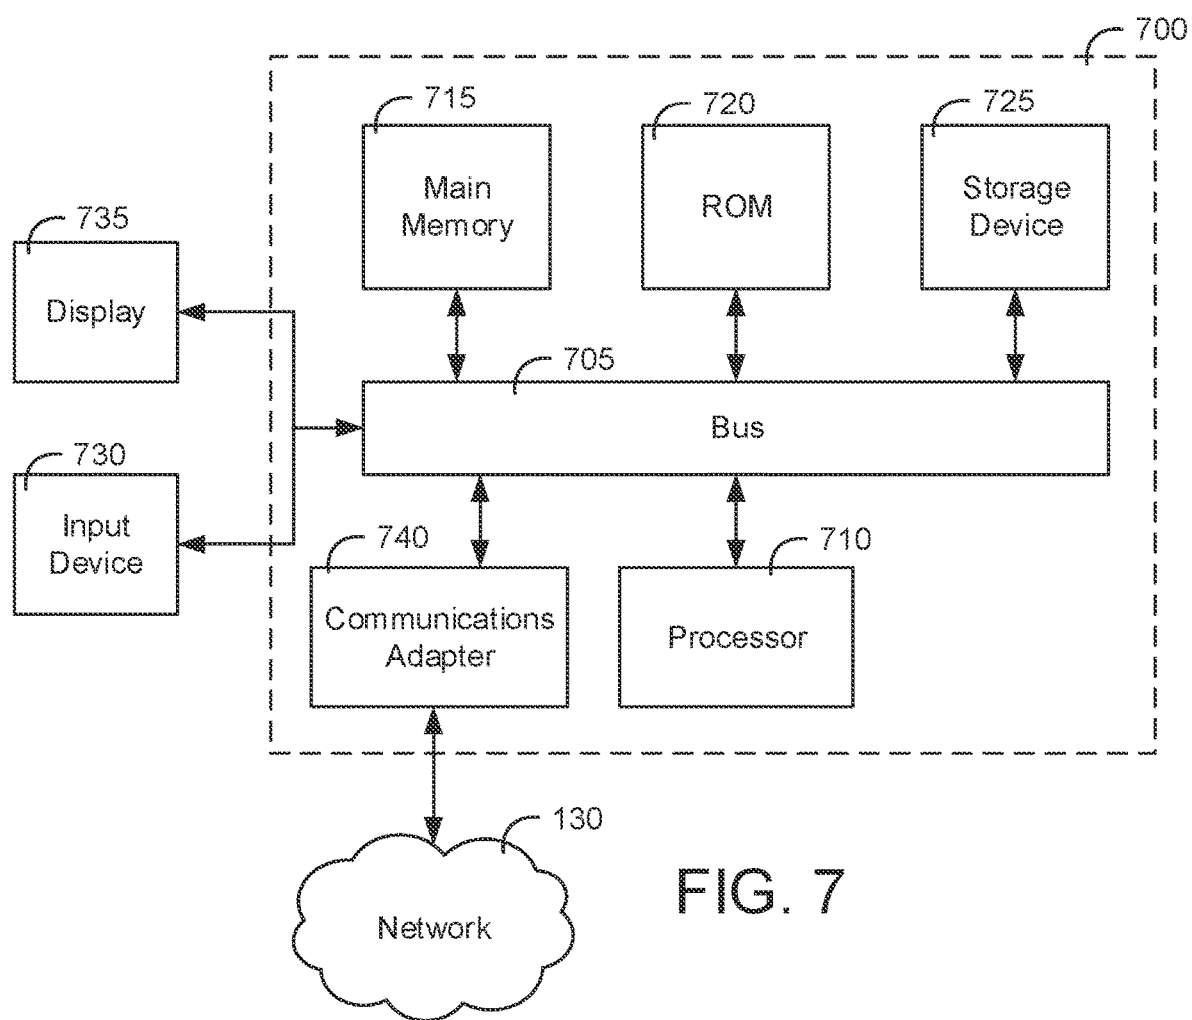 700
715
720
725
Main
Memory
ROM
Storage
Device
735
Display
705
Bus
730
Input
Device
740
710
Communications
Adapter
Processor
130
Network
FIG. 7